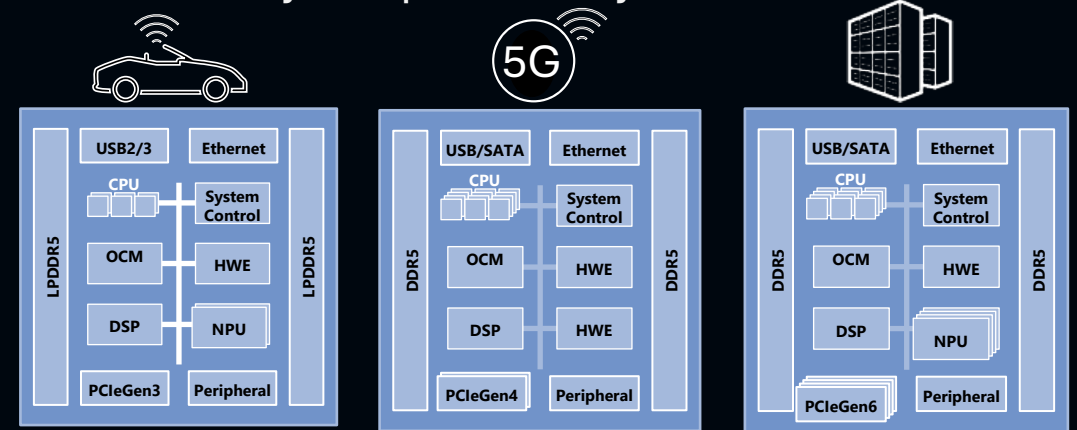 5G
USB2/3
Ethernet
CPU
System
Control
LPDDR5
OCM
HWE
LPDDR5
DSP
NPU
PCIeGen3
Peripheral
USB/SATA
Ethernet
CPU
System
Control
DDR5
OCM
HWE
DDR5
DSP
HWE
PCIeGen4
Peripheral
USB/SATA
Ethernet
CPU
System
Control
DDR5
OCM
HWE
DDR5
DSP
NPU
PCIeGen6
Peripheral